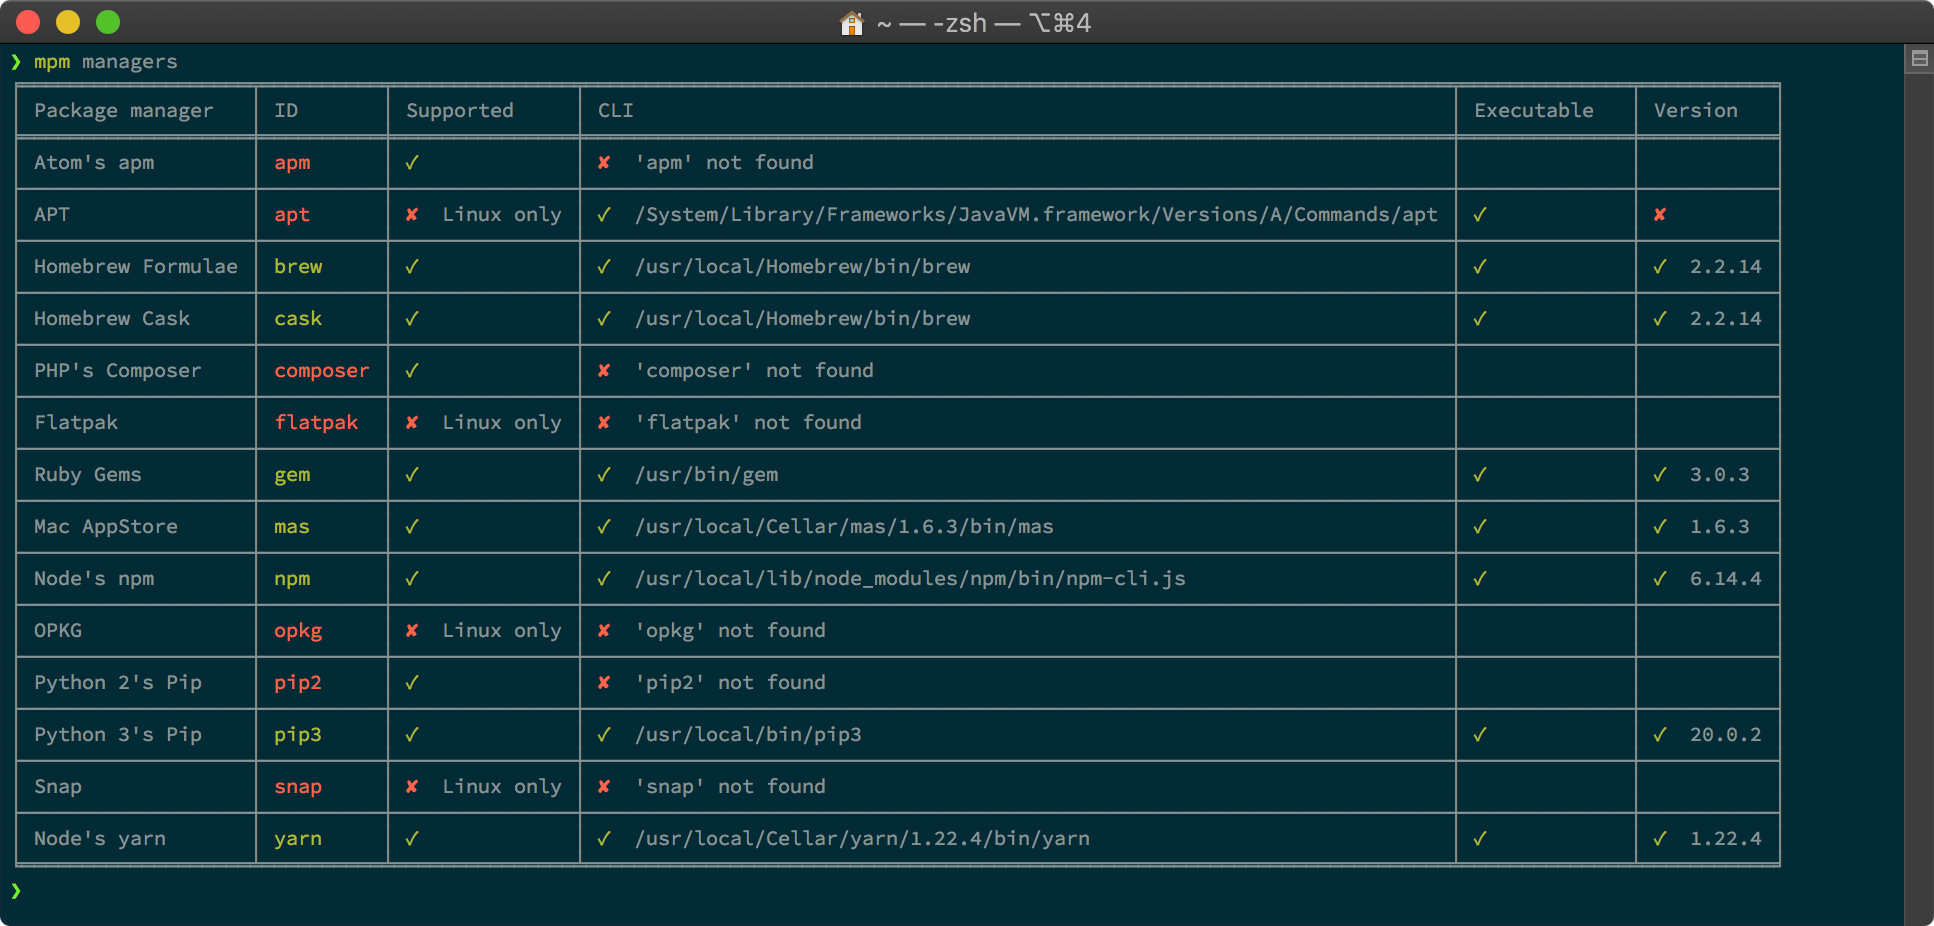 ~ — -zsh — ⌥⌘4
❯ mpm managers
Package manager ID Supported CLI Executable Version
Atom's apm apm ✓ ✘ 'apm' not found
APT apt ✘ Linux only ✓ /System/Library/Frameworks/JavaVM.framework/Versions/A/Commands/apt ✓ ✘
Homebrew Formulae brew ✓ ✓ /usr/local/Homebrew/bin/brew ✓ ✓ 2.2.14
Homebrew Cask cask ✓ ✓ /usr/local/Homebrew/bin/brew ✓ ✓ 2.2.14
PHP's Composer composer ✓ ✘ 'composer' not found
Flatpak flatpak ✘ Linux only ✘ 'flatpak' not found
Ruby Gems gem ✓ ✓ /usr/bin/gem ✓ ✓ 3.0.3
Mac AppStore mas ✓ ✓ /usr/local/Cellar/mas/1.6.3/bin/mas ✓ ✓ 1.6.3
Node's npm npm ✓ ✓ /usr/local/lib/node_modules/npm/bin/npm-cli.js ✓ ✓ 6.14.4
OPKG opkg ✘ Linux only ✘ 'opkg' not found
Python 2's Pip pip2 ✓ ✘ 'pip2' not found
Python 3's Pip pip3 ✓ ✓ /usr/local/bin/pip3 ✓ ✓ 20.0.2
Snap snap ✘ Linux only ✘ 'snap' not found
Node's yarn yarn ✓ ✓ /usr/local/Cellar/yarn/1.22.4/bin/yarn ✓ ✓ 1.22.4
❯